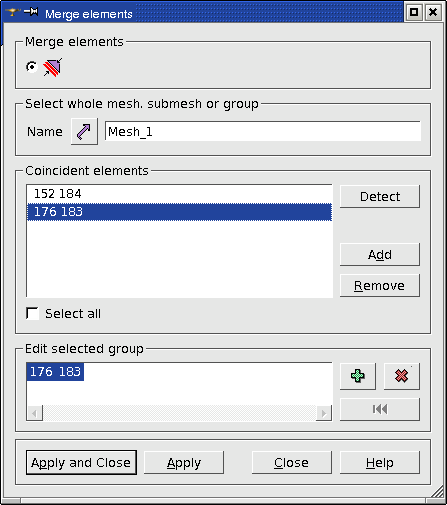 Merge elements
Merge elements
Select whole mesh. submesh or group
Name Mesh_1
Coincident elements
152 184
176 183
Detect
Add
Remove
Select all
Edit selected group
176 183
Apply and Close Apply Close Help